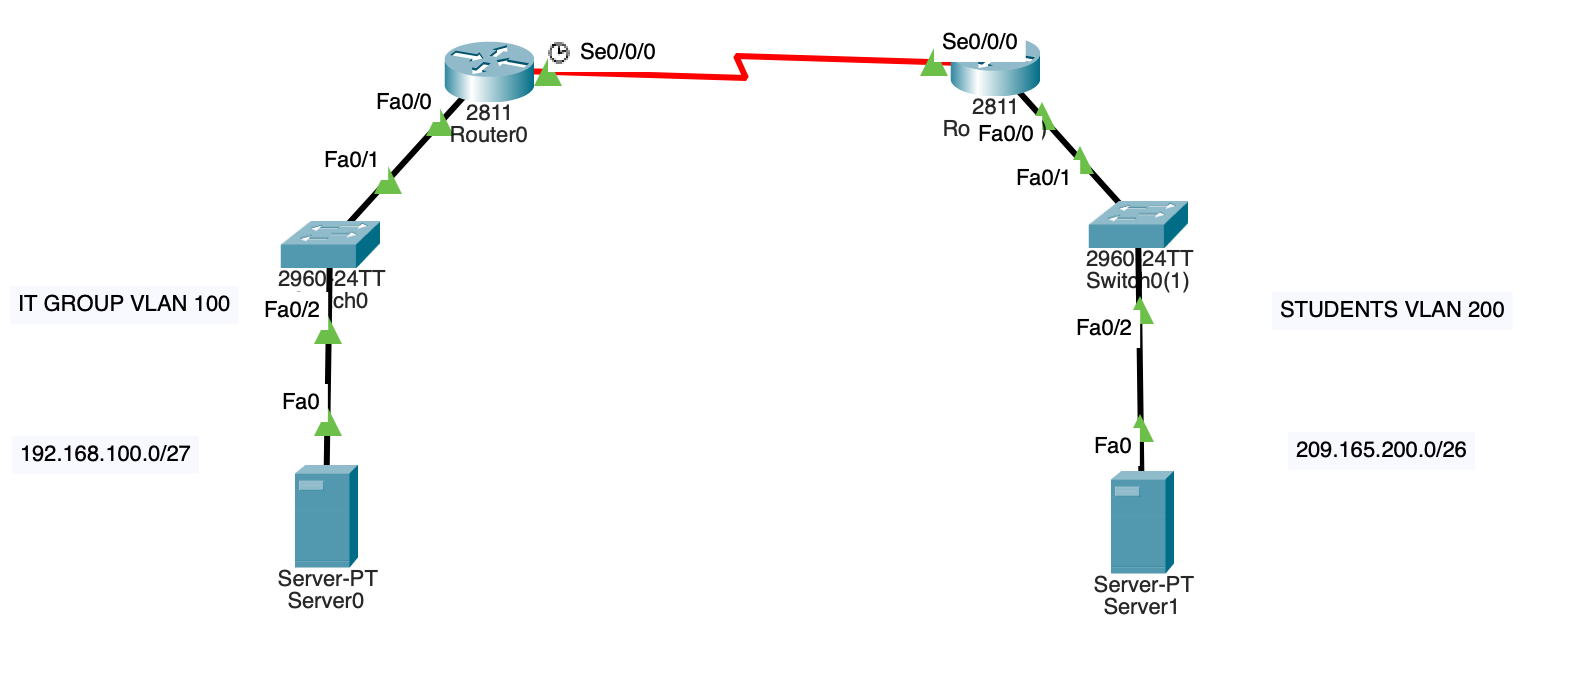 Se0/0/0
Se0/0/0
Fa0/0
2811
Router0
2811
Ro
Fa0/0
Fa0/1
Fa0/1
2960-24TT
ch0
2960-24TT
Switch0(1)
IT GROUP VLAN 100
Fa0/2
Fa0/2
STUDENTS VLAN 200
Fa0
Fa0
192.168.100.0/27
209.165.200.0/26
Server-PT
Server0
Server-PT
Server1